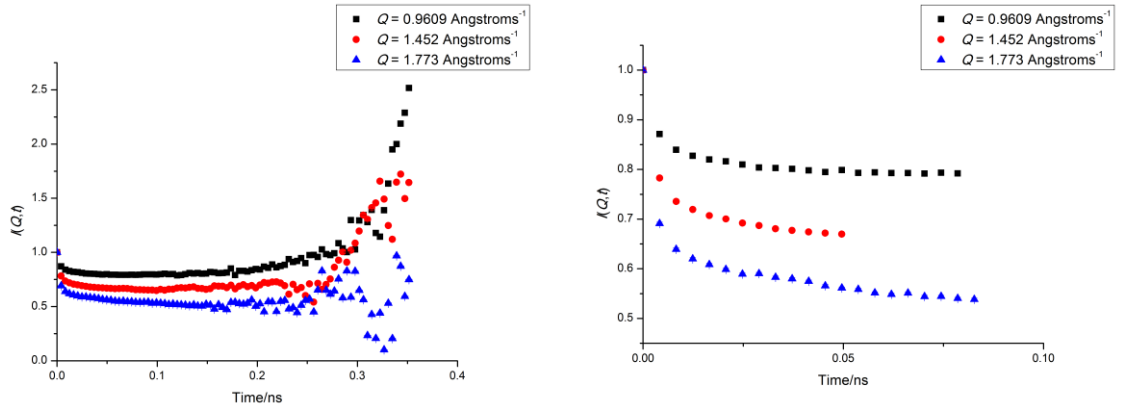 Q = 0.9609 Angstroms⁻¹
Q = 1.452 Angstroms⁻¹
Q = 1.773 Angstroms⁻¹
2.5
2.0
1.5
1.0
0.5
0.0
I(Q,t)
0.0 0.1 0.2 0.3 0.4
Time/ns
Q = 0.9609 Angstroms⁻¹
Q = 1.452 Angstroms⁻¹
Q = 1.773 Angstroms⁻¹
1.0
0.9
0.8
0.7
0.6
0.5
I(Q,t)
0.00 0.05 0.10
Time/ns